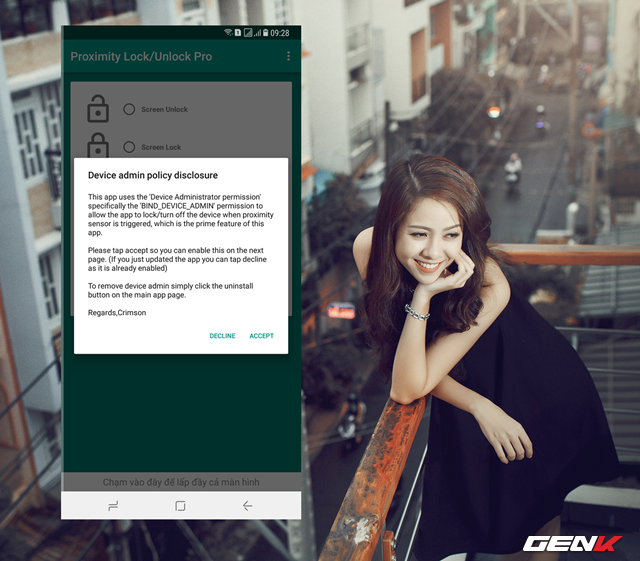 09:28
Proximity Lock/Unlock Pro
Screen Unlock
Screen Lock
Device admin policy disclosure
This app uses the 'Device Administrator permission'
specifically the 'BIND_DEVICE_ADMIN' permission to
allow the app to lock/turn off the device when proximity
sensor is triggered, which is the prime feature of this
app.
Please tap accept so you can enable this on the next
page. (If you just updated the app you can tap decline
as it is already enabled)
To remove device admin simply click the uninstall
button on the main app page.
Regards,Crimson
DECLINE ACCEPT
Chạm vào đây để lấp đầy cả màn hình
GENK